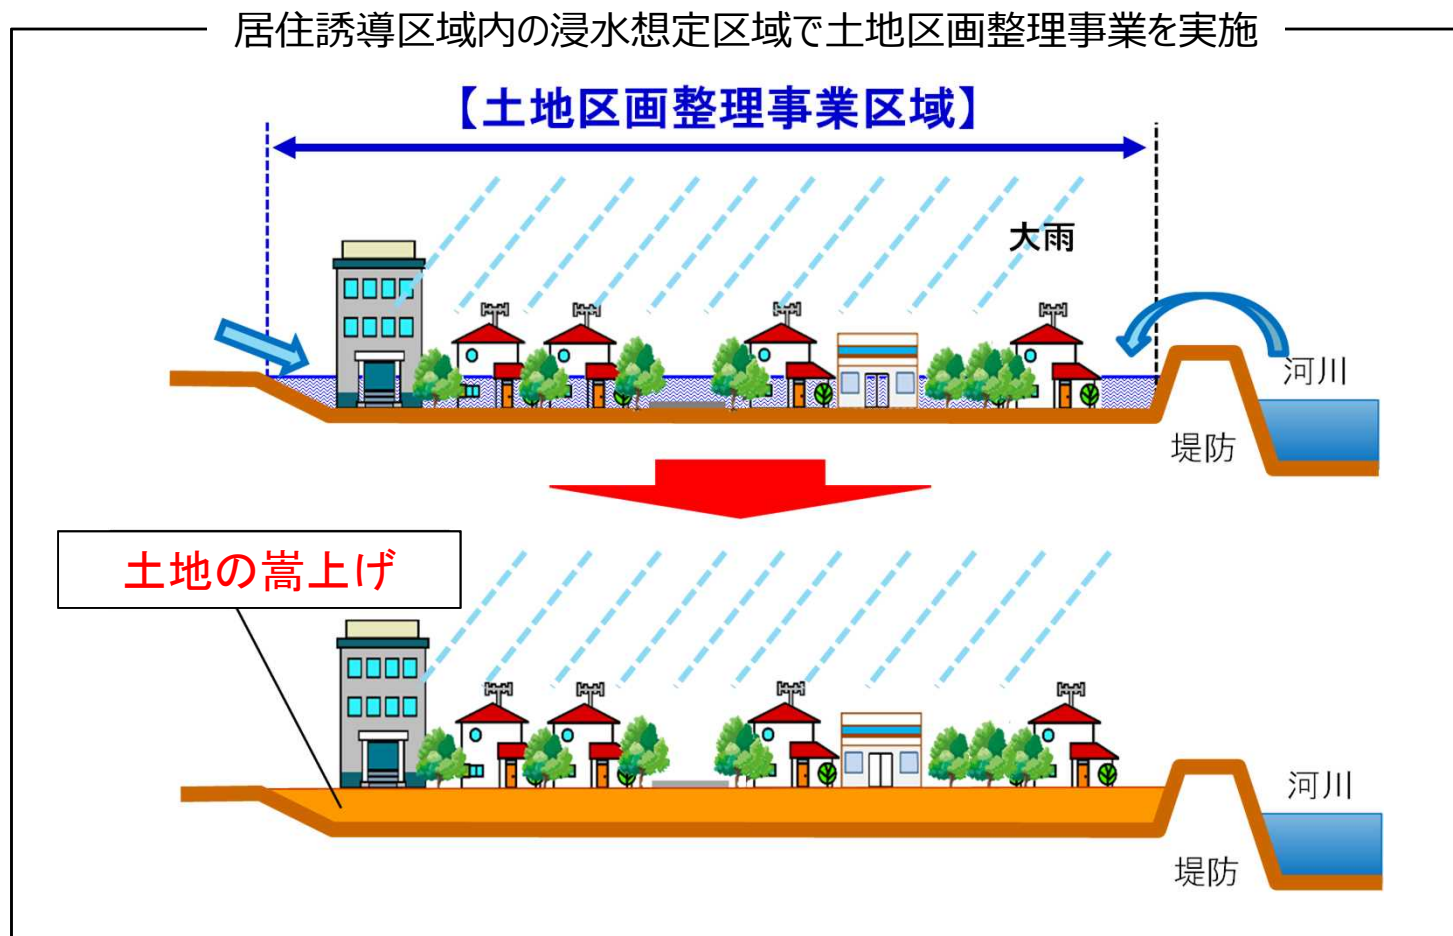 居住誘導区域内の浸水想定区域で土地区画整理事業を実施
【土地区画整理事業区域】
大雨
河川
堤防
土地の嵩上げ
河川
堤防